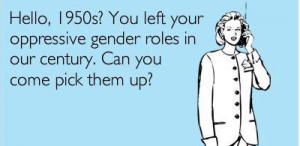 Hello, 1950s? You left your
oppressive gender roles in
our century. Can you
come pick them up?